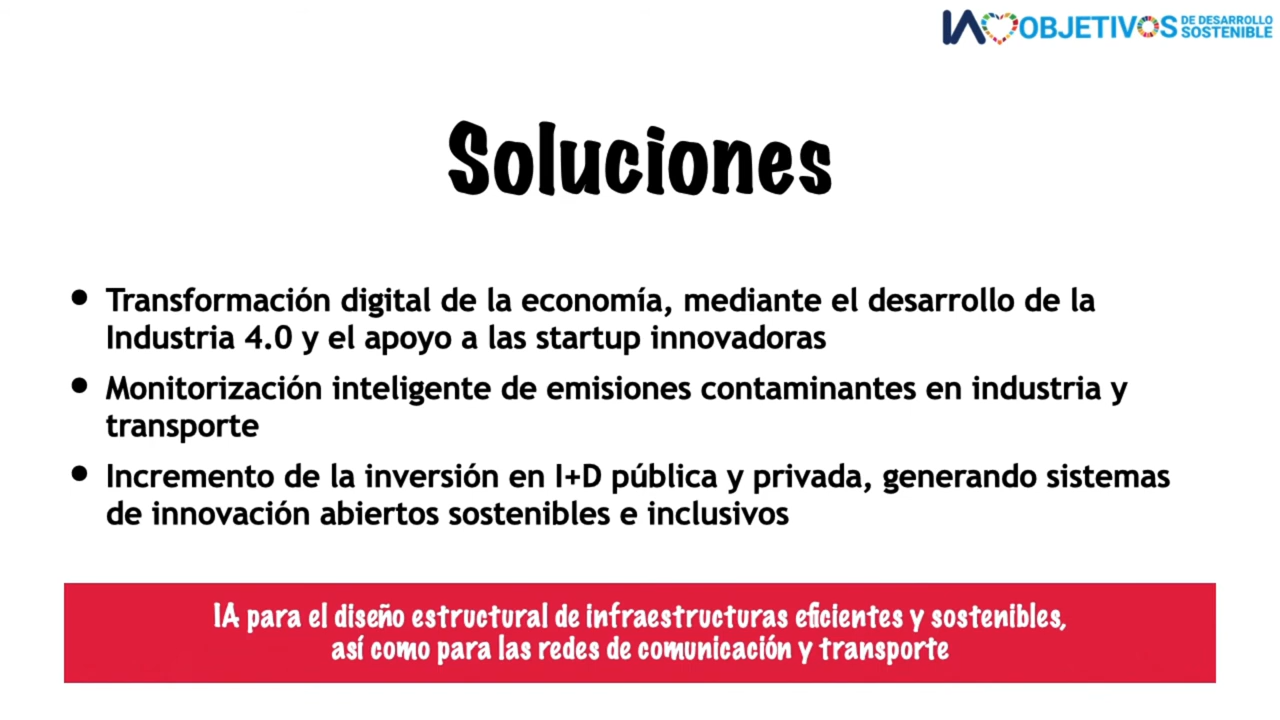 IA OBJETIVOS DE DESARROLLO
SOSTENIBLE
Soluciones
• Transformación digital de la economía, mediante el desarrollo de la
Industria 4.0 y el apoyo a las startup innovadoras
• Monitorización inteligente de emisiones contaminantes en industria y
transporte
• Incremento de la inversión en I+D pública y privada, generando sistemas
de innovación abiertos sostenibles e inclusivos
IA para el diseño estructural de infraestructuras eficientes y sostenibles,
así como para las redes de comunicación y transporte